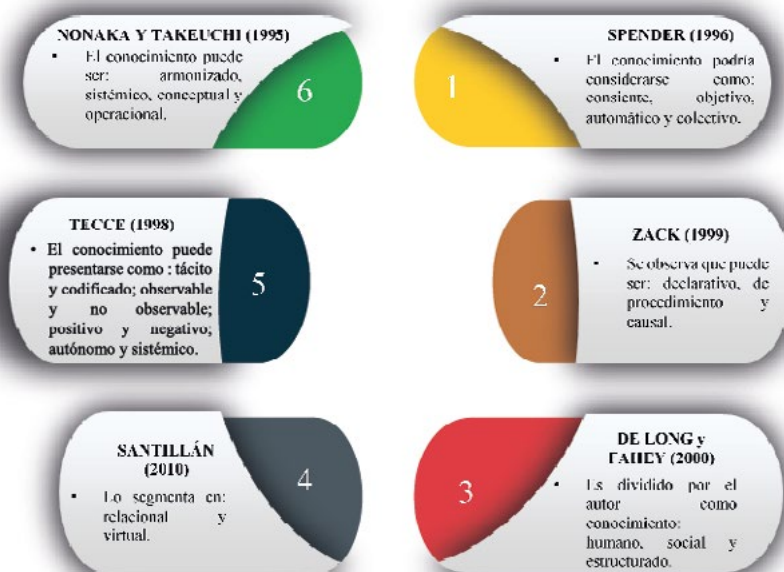 NONAKA Y TAKEUCHI (1995)
• El conocimiento puede
ser: armonizado,
sistémico, conceptual y
operacional.
6
1
SPENDER (1996)
• El conocimiento podría
considerarse como:
consiente, objetivo,
automático y colectivo.
TECCE (1998)
• El conocimiento puede
presentarse como : tácito
y codificado; observable
y no observable;
positivo y negativo;
autónomo y sistémico.
5
2
ZACK (1999)
• Se observa que puede
ser: declarativo, de
procedimiento y
causal.
SANTILLÁN
(2010)
• Lo segmenta en:
relacional y
virtual.
4
3
DE LONG y
FAHEY (2000)
• Es dividido por el
autor como
conocimiento:
humano, social y
estructurado.